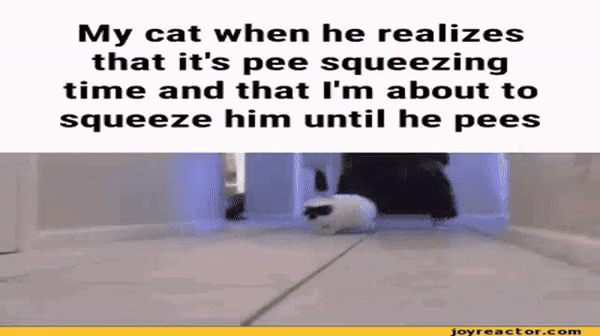 My cat when he realizes
that it's pee squeezing
time and that I'm about to
squeeze him until he pees
joyreactor.com